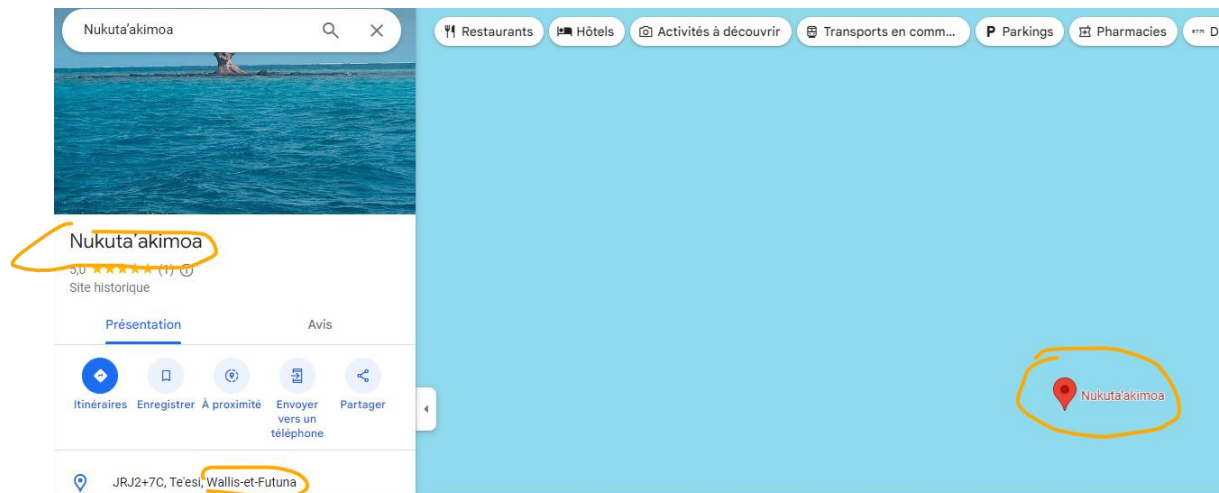 Nukuta'akimoa
Restaurants Hôtels Activités à découvrir Transports en comm... P Parkings Pharmacies D
Nukuta'akimoa
5,0 (1)
Site historique
Présentation Avis
Itinéraires Enregistrer À proximité Envoyer vers un téléphone Partager
Nukuta'akimoa
JRJ2+7C, Te'esi, Wallis-et-Futuna